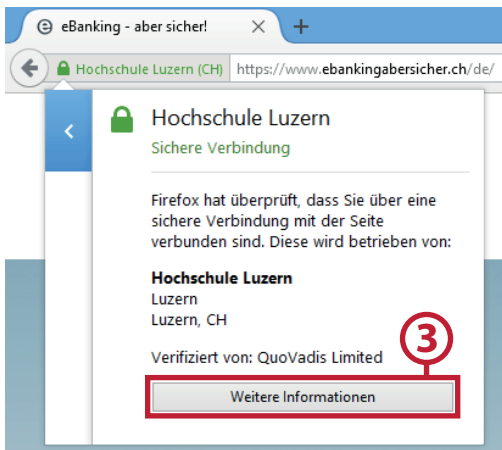 eBanking - aber sicher!
Hochschule Luzern (CH) https://www.ebankingabersicher.ch/de/
Hochschule Luzern
Sichere Verbindung
Firefox hat überprüft, dass Sie über eine
sichere Verbindung mit der Seite
verbunden sind. Diese wird betrieben von:
Hochschule Luzern
Luzern
Luzern, CH
Verifiziert von: QuoVadis Limited
3
Weitere Informationen